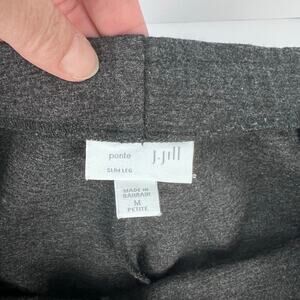 ponte J.Jill
SLIM LEG
MADE IN
BAHRAIN
M
PETITE